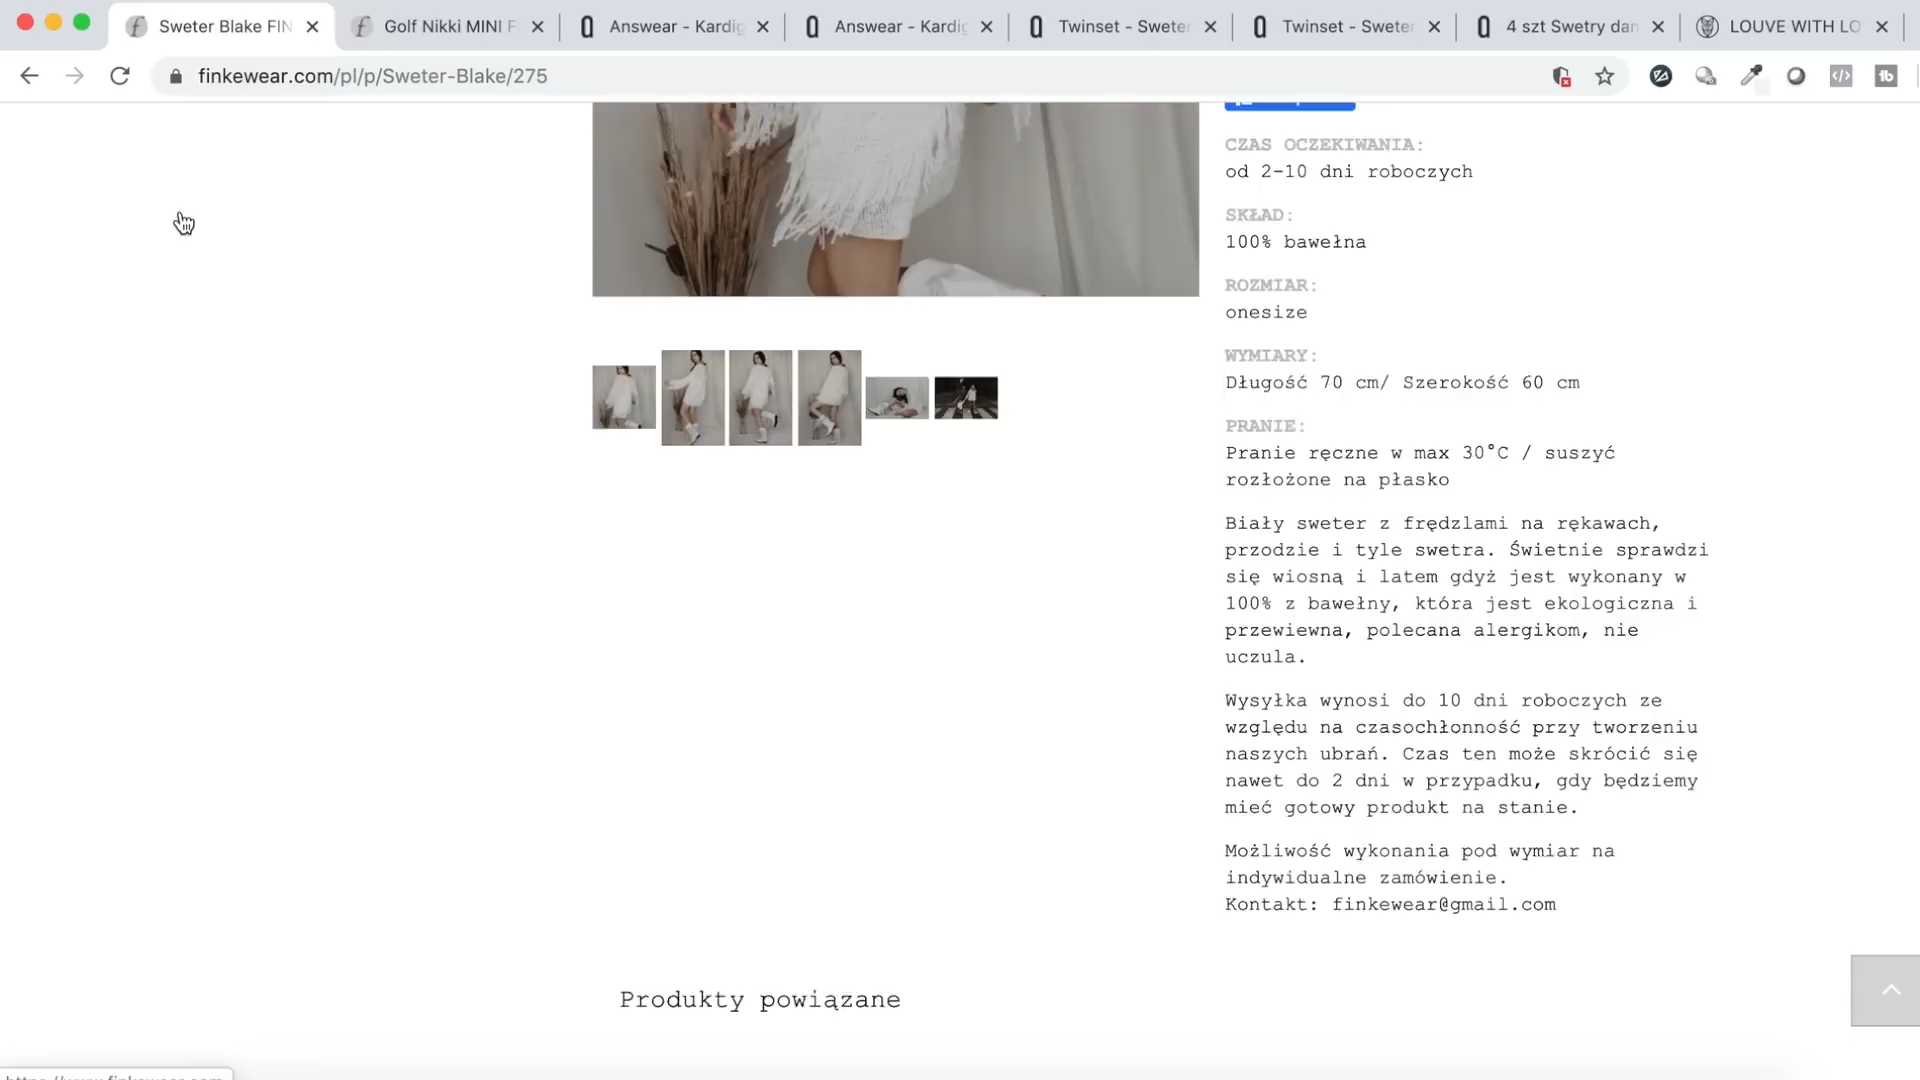 Sweter Blake FIN
Golf Nikki MINI F
Answear - Kardig
Answear - Kardig
Twinset - Sweter
Twinset - Sweter
4 szt Swetry dan
LOUVE WITH LO
finkewear.com/pl/p/Sweter-Blake/275
CZAS OCZEKIWANIA:
od 2-10 dni roboczych
SKŁAD:
100% bawełna
ROZMIAR:
onesize
WYMIARY:
Długość 70 cm/ Szerokość 60 cm
PRANIE:
Pranie ręczne w max 30°C / suszyć
rozłożone na płasko
Biały sweter z frędzlami na rękawach,
przodzie i tyle swetra. Świetnie sprawdzi
się wiosną i latem gdyż jest wykonany w
100% z bawełny, która jest ekologiczna i
przewiewna, polecana alergikom, nie
uczula.
Wysyłka wynosi do 10 dni roboczych ze
względu na czasochłonność przy tworzeniu
naszych ubrań. Czas ten może skrócić się
nawet do 2 dni w przypadku, gdy będziemy
mieć gotowy produkt na stanie.
Możliwość wykonania pod wymiar na
indywidualne zamówienie.
Kontakt: finkewear@gmail.com
Produkty powiązane